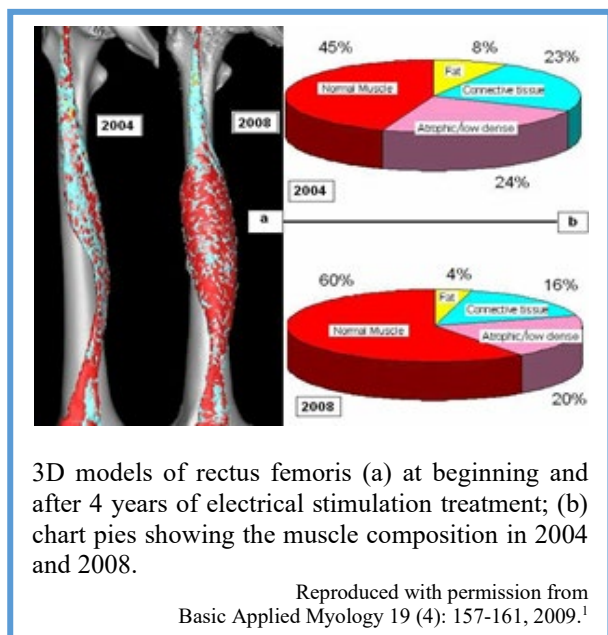 45%
8%
23%
Fat
Normal Muscle
Connective tissue
Atrophic/low dense
2004
2008
24%
2004
a
b
60%
4%
16%
Fat
Connective tissue
Normal Muscle
Atrophic/low dense
2008
20%
3D models of rectus femoris (a) at beginning and
after 4 years of electrical stimulation treatment; (b)
chart pies showing the muscle composition in 2004
and 2008.
Reproduced with permission from
Basic Applied Myology 19 (4): 157-161, 2009.¹